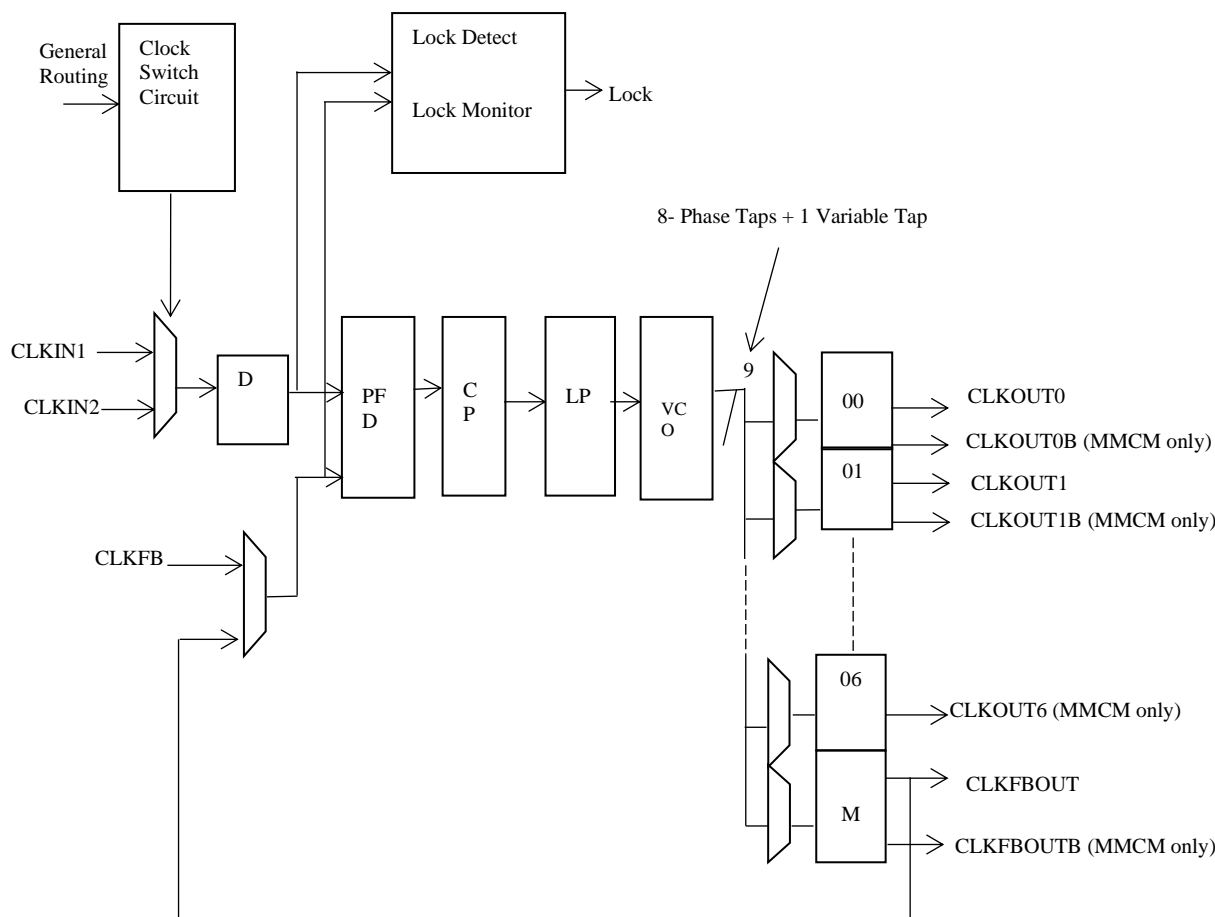 General
Routing
Clock
Switch
Circuit
Lock Detect
Lock Monitor
Lock
8- Phase Taps + 1 Variable Tap
CLKIN1
CLKIN2
D
PF
D
C
P
LP
VC
O
9
00
CLKOUT0
CLKOUT0B (MMCM only)
01
CLKOUT1
CLKOUT1B (MMCM only)
CLKFB
06
CLKOUT6 (MMCM only)
M
CLKFBOUT
CLKFBOUTB (MMCM only)